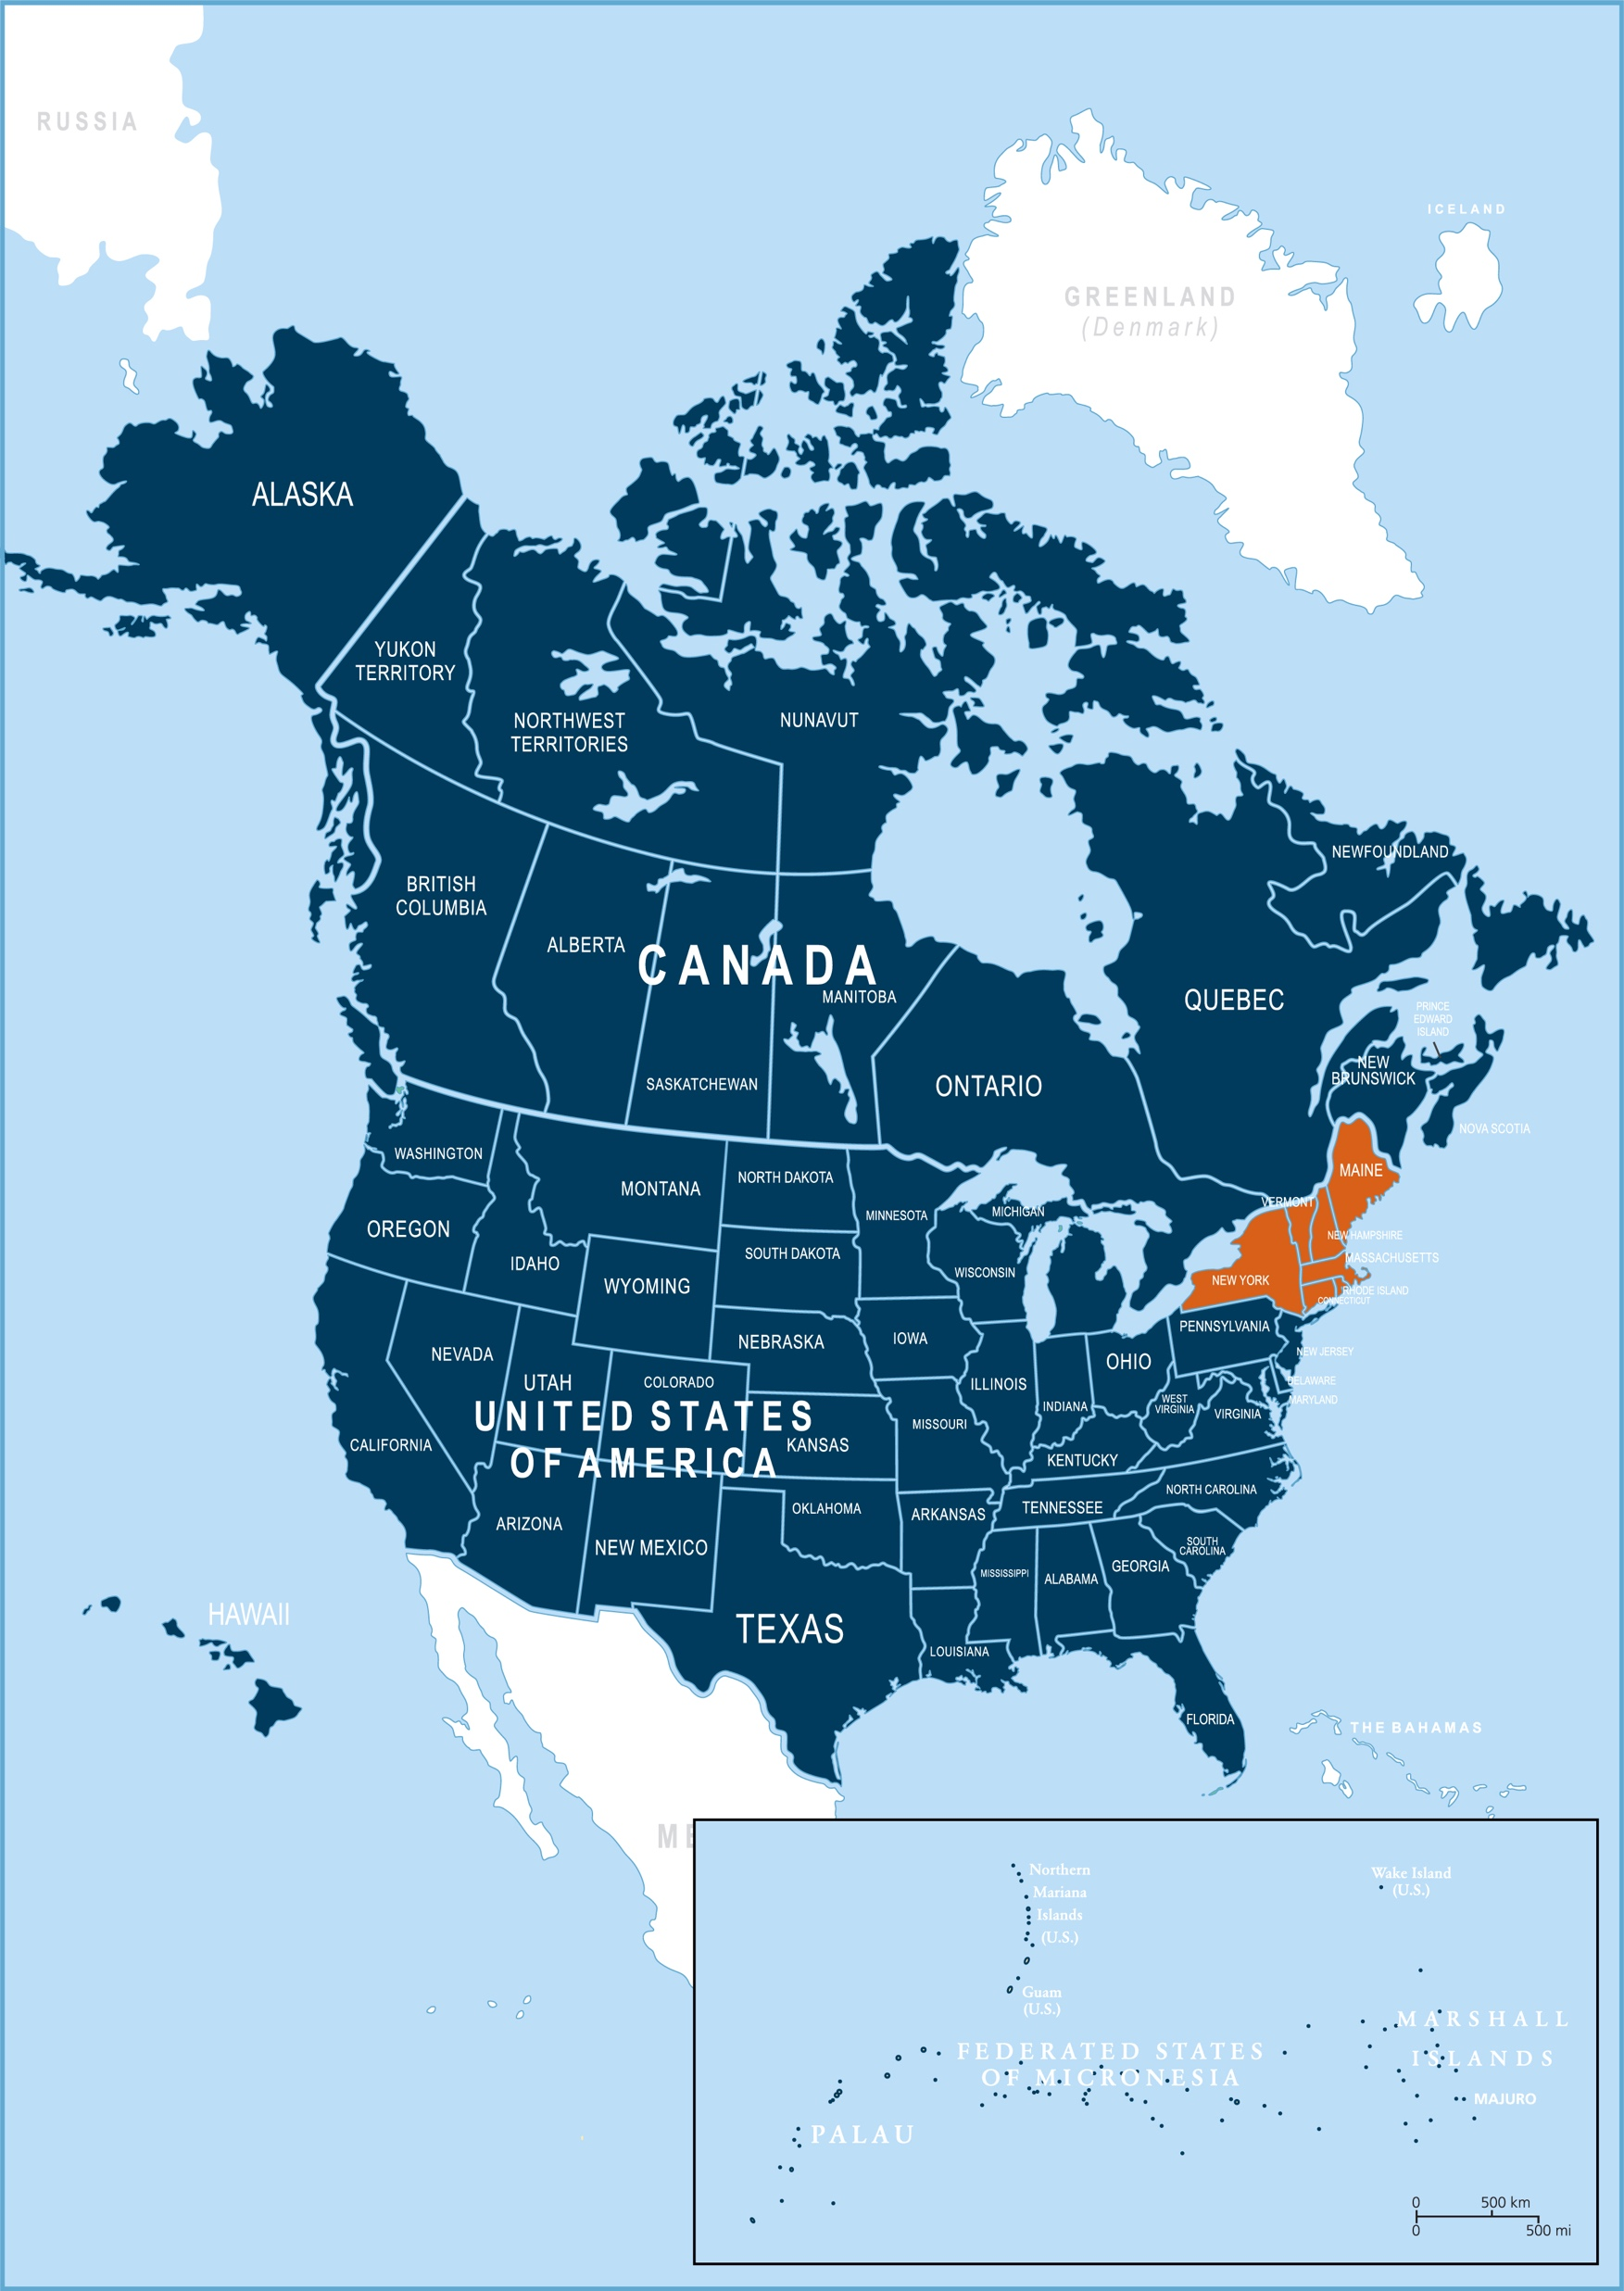 RUSSIA
ICELAND
GREENLAND
(Denmark)
ALASKA
YUKON
TERRITORY
NORTHWEST
TERRITORIES
NUNAVUT
NEWFOUNDLAND
BRITISH
COLUMBIA
ALBERTA
CANADA
MANITOBA
QUEBEC
PRINCE
EDWARD
ISLAND
NEW
BRUNSWICK
SASKATCHEWAN
ONTARIO
NOVA SCOTIA
WASHINGTON
MONTANA
NORTH DAKOTA
MINNESOTA
MICHIGAN
VERMONT
MAINE
OREGON
IDAHO
SOUTH DAKOTA
WISCONSIN
NEW HAMPSHIRE
MASSACHUSETTS
WYOMING
NEW YORK
RHODE ISLAND
CONNECTICUT
NEBRASKA
IOWA
PENNSYLVANIA
NEVADA
OHIO
NEW JERSEY
UTAH
COLORADO
ILLINOIS
DELAWARE
INDIANA
WEST
VIRGINIA
MARYLAND
UNITED STATES
OF AMERICA
MISSOURI
VIRGINIA
CALIFORNIA
KANSAS
KENTUCKY
NORTH CAROLINA
ARIZONA
OKLAHOMA
ARKANSAS
TENNESSEE
NEW MEXICO
SOUTH
CAROLINA
MISSISSIPPI
ALABAMA
GEORGIA
HAWAII
TEXAS
LOUISIANA
FLORIDA
THE BAHAMAS
ME
Northern
Mariana
Islands
(U.S.)
Wake Island
(U.S.)
Guam
(U.S.)
MARSHALL
ISLANDS
FEDERATED STATES
OF MICRONESIA
MAJURO
PALAU
0 500 km
0 500 mi